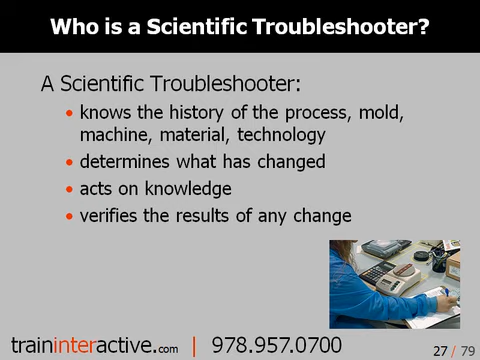 Who is a Scientific Troubleshooter?
A Scientific Troubleshooter:
• knows the history of the process, mold,
machine, material, technology
• determines what has changed
• acts on knowledge
• verifies the results of any change
traininteractive.com | 978.957.0700
27 / 79